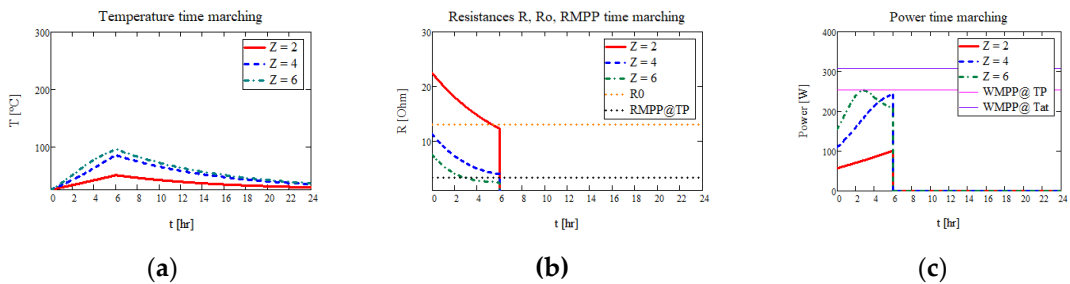 Temperature time marching
300
200
100
T [°C]
0 2 4 6 8 10 12 14 16 18 20 22 24
t [hr]
Z = 2
Z = 4
Z = 6
(a)
Resistances R, Ro, RMPP time marching
30
20
10
R [Ohm]
0 2 4 6 8 10 12 14 16 18 20 22 24
t [hr]
Z = 2
Z = 4
Z = 6
R0
RMPP@TP
(b)
Power time marching
400
300
200
100
0
Power [W]
0 2 4 6 8 10 12 14 16 18 20 22 24
t [hr]
Z = 2
Z = 4
Z = 6
WMPP@ TP
WMPP@ Tat
(c)